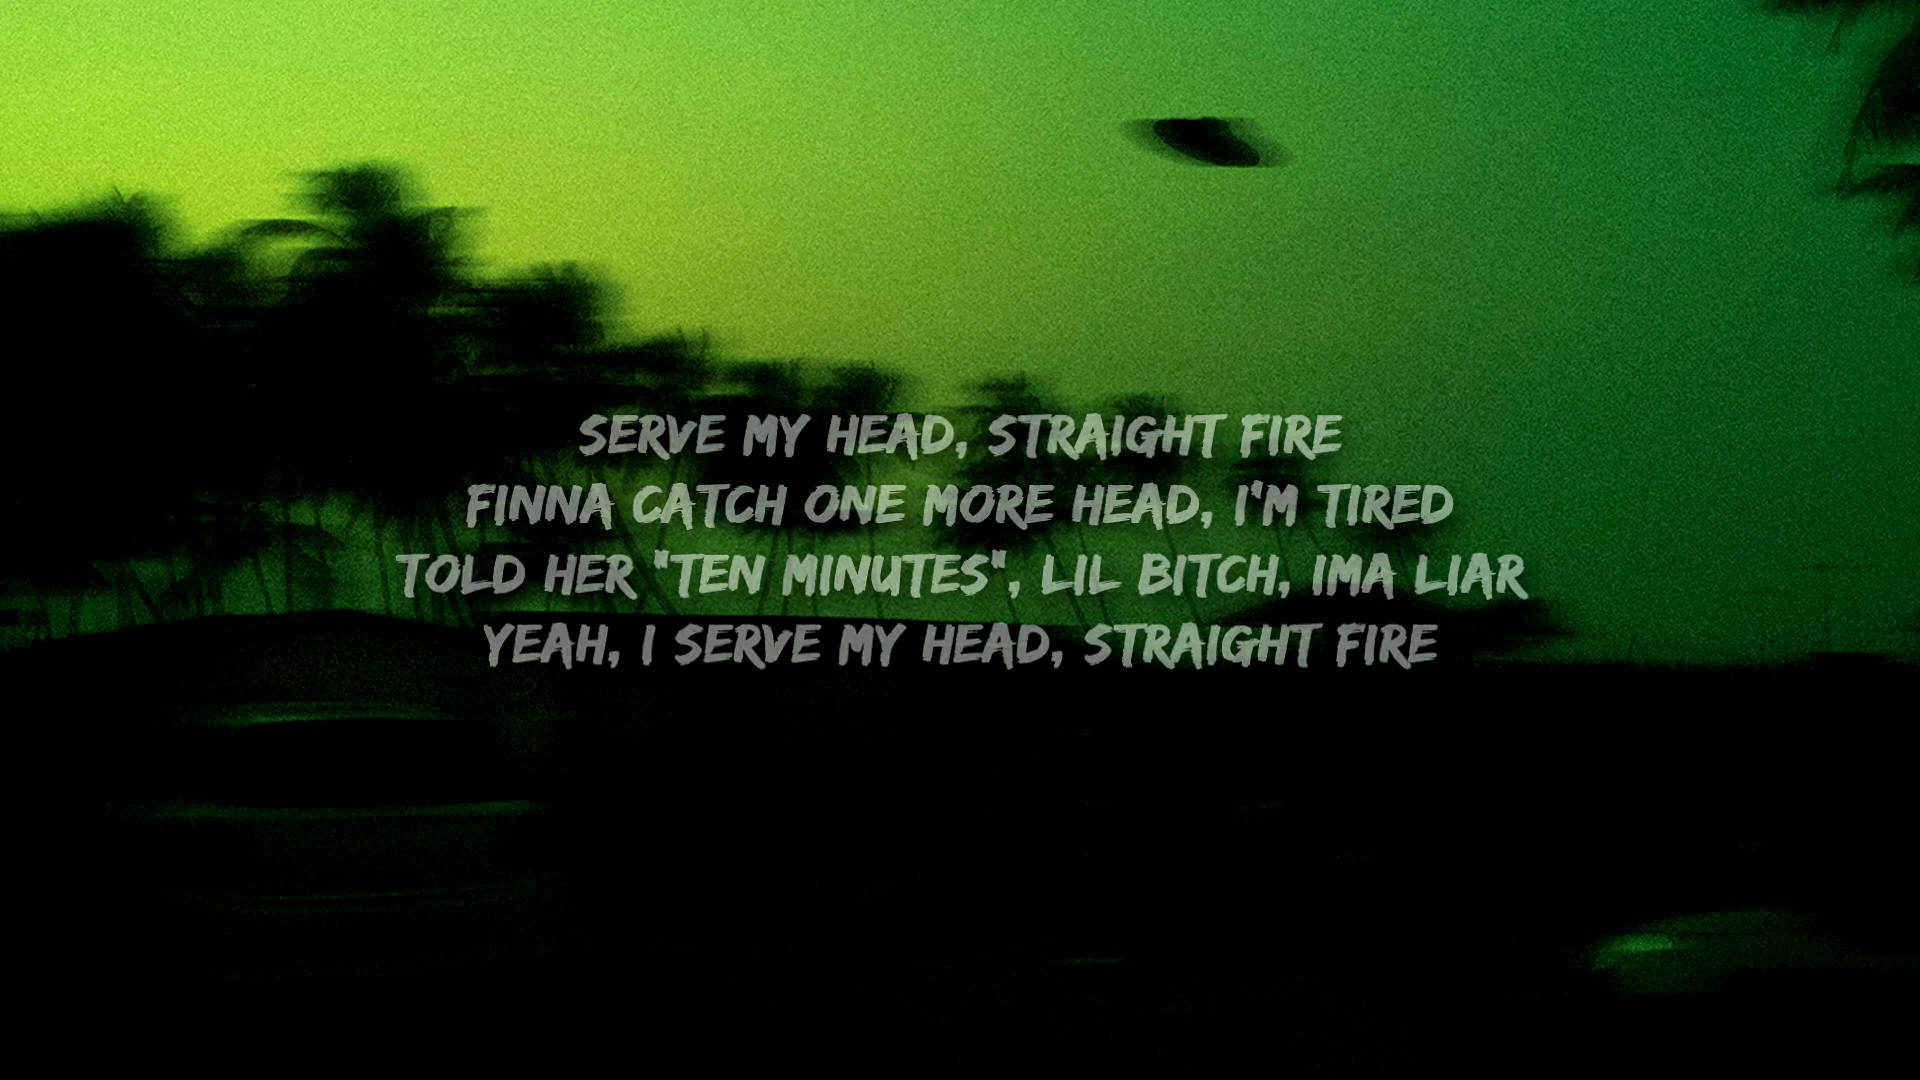 SERVE MY HEAD, STRAIGHT FIRE
FINNA CATCH ONE MORE HEAD, I'M TIRED
TOLD HER "TEN MINUTES", LIL BITCH, IMA LIAR
YEAH, I SERVE MY HEAD, STRAIGHT FIRE